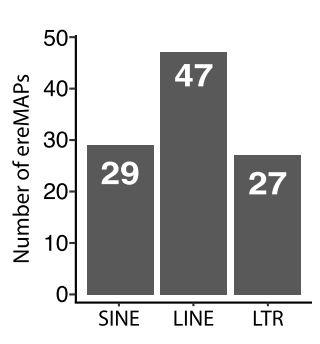 Number of ereMAPs
50
40
30
20
10
0
29
47
27
SINE
LINE
LTR